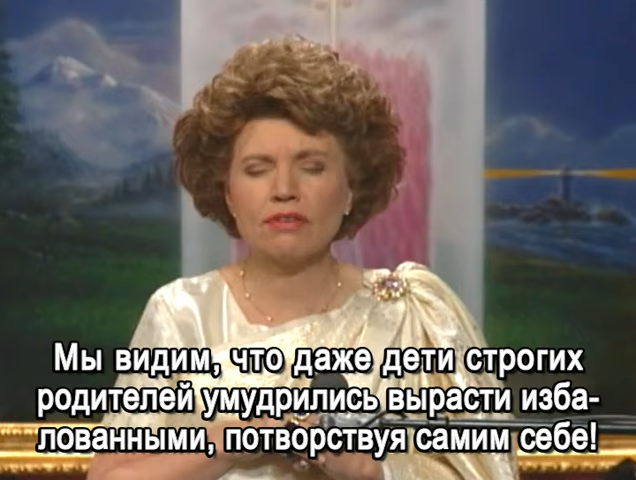 Мы видим, что даже дети строгих
родителей умудрились вырасти изба-
лованными, потворствуя самим себе!